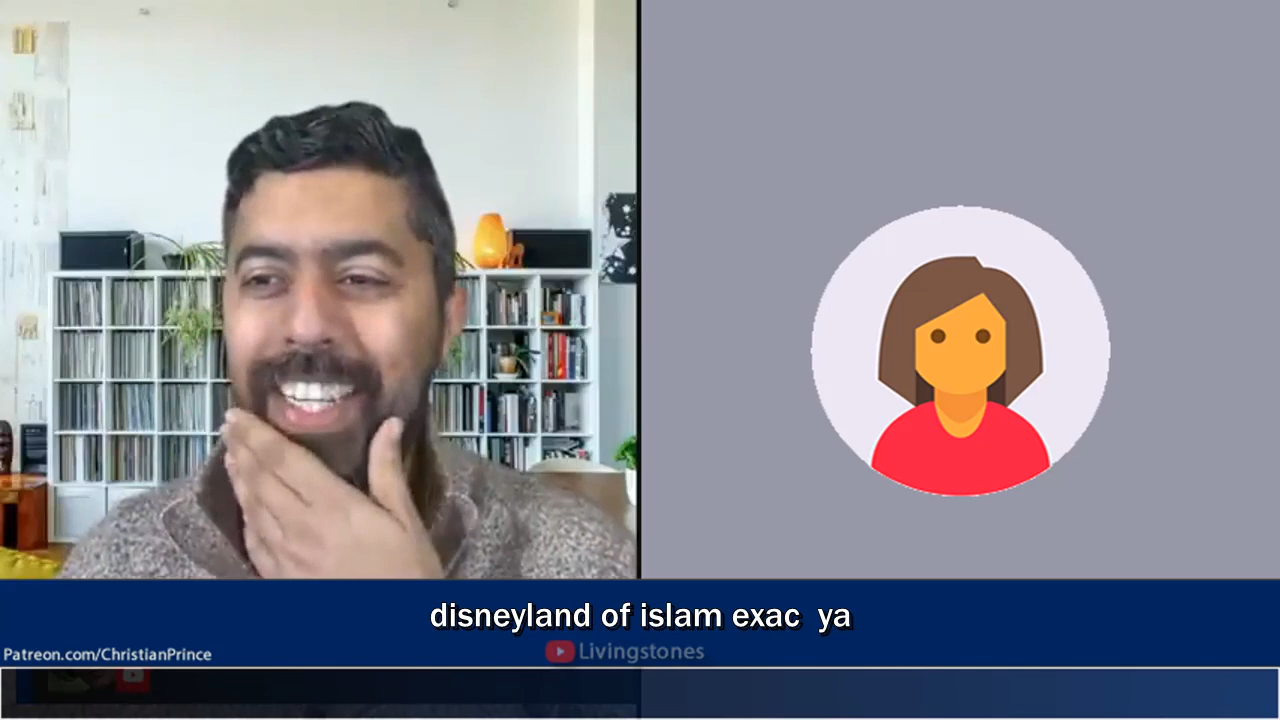 disneyland of islam exac  ya
Patreon.com/ChristianPrince
Livingstones